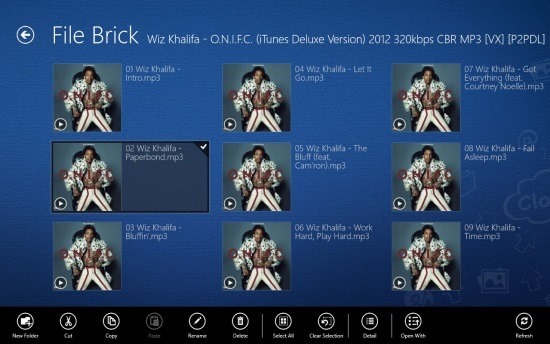 File Brick Wiz Khalifa - O.N.I.F.C. (iTunes Deluxe Version) 2012 320kbps CBR MP3 [VX] [P2PDL]
01 Wiz Khalifa -
Intro.mp3
04 Wiz Khalifa - Let It
Go.mp3
07 Wiz Khalifa - Got
Everything (feat.
Courtney Noelle).mp3
02 Wiz Khalifa -
Paperbond.mp3
05 Wiz Khalifa - The
Bluff (feat.
Cam'ron).mp3
08 Wiz Khalifa - Fall
Asleep.mp3
03 Wiz Khalifa -
Bluffin'.mp3
06 Wiz Khalifa - Work
Hard, Play Hard.mp3
09 Wiz Khalifa -
Time.mp3
Clo
New Folder Cut Copy Paste Rename Delete Select All Clear Selection Detail Open With Refresh